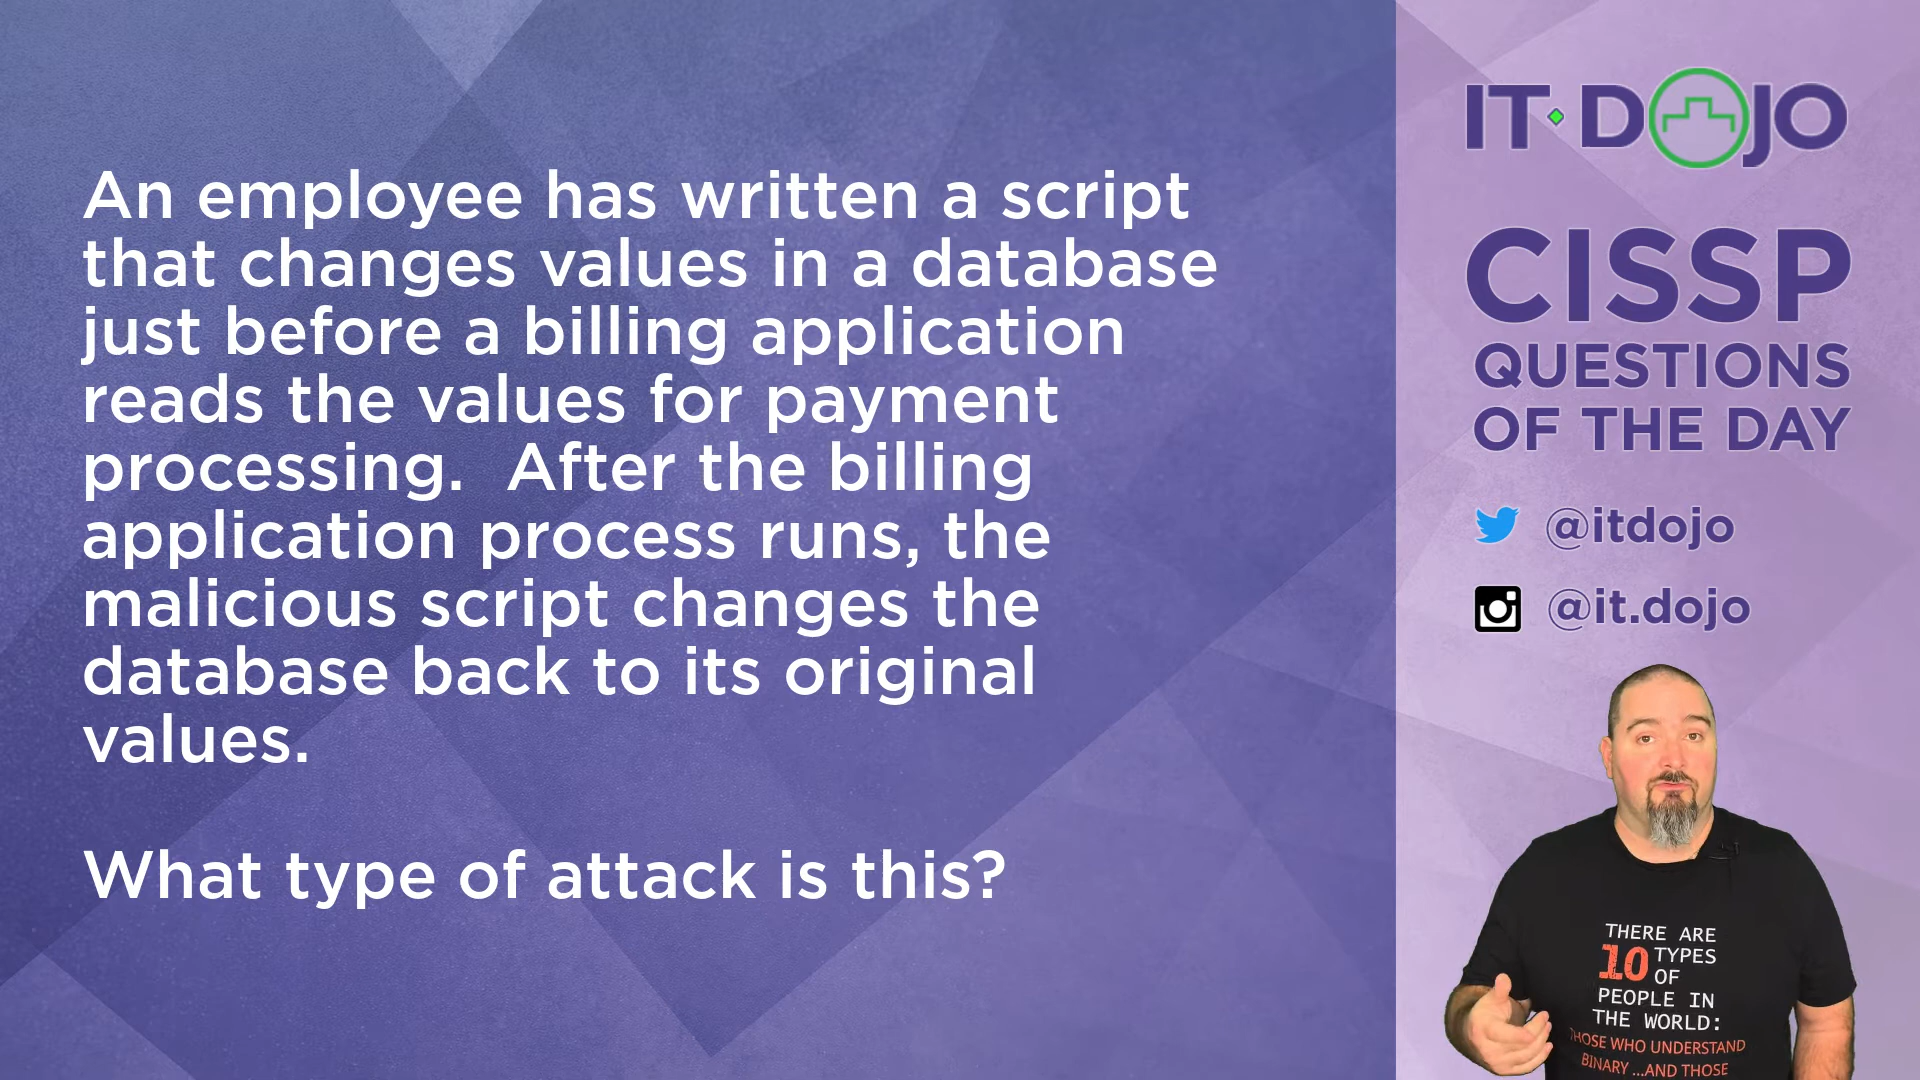 An employee has written a script
that changes values in a database
just before a billing application
reads the values for payment
processing.  After the billing
application process runs, the
malicious script changes the
database back to its original
values.
What type of attack is this?
IT DOJO
CISSP
QUESTIONS
OF THE DAY
@itdojo
@it.dojo
THERE ARE
10 TYPES
OF
PEOPLE IN
THE WORLD:
THOSE WHO UNDERSTAND
BINARY ...AND THOSE